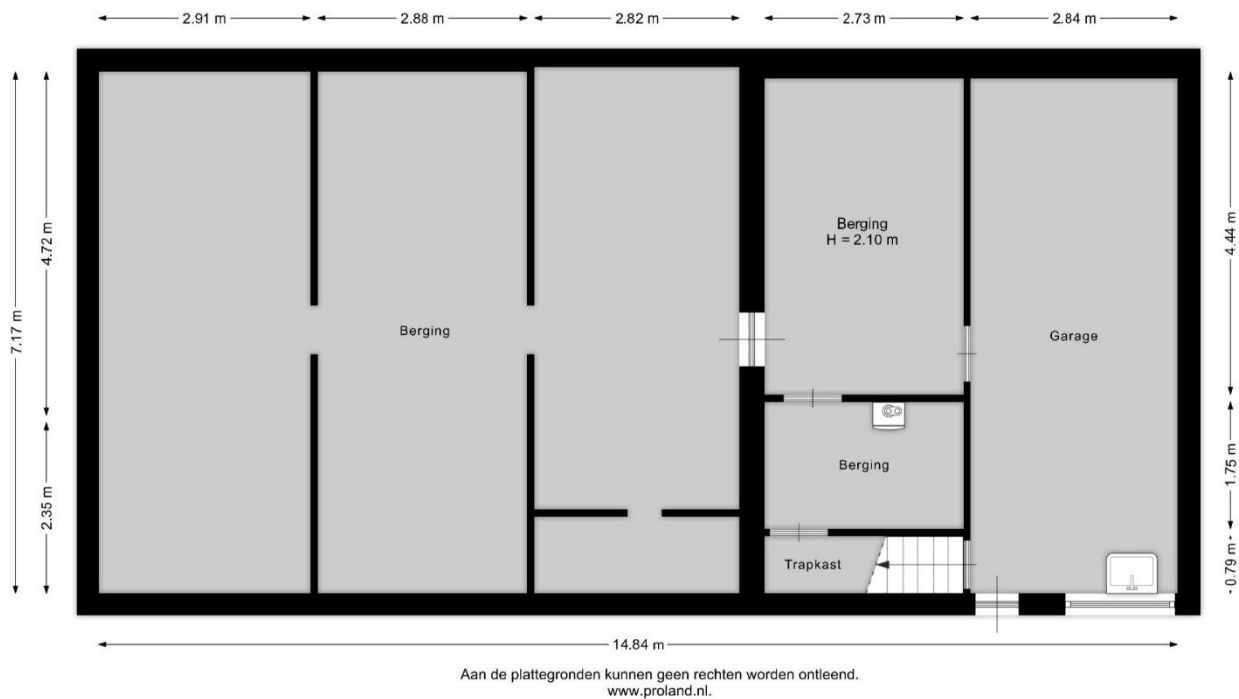 2.91 m
2.88 m
2.82 m
2.73 m
2.84 m
7.17 m
4.72 m
2.35 m
Berging
Berging
H = 2.10 m
Garage
Berging
Trapkast
4.44 m
1.75 m
0.79 m
14.84 m
Aan de plattegronden kunnen geen rechten worden ontleend.
www.proland.nl.